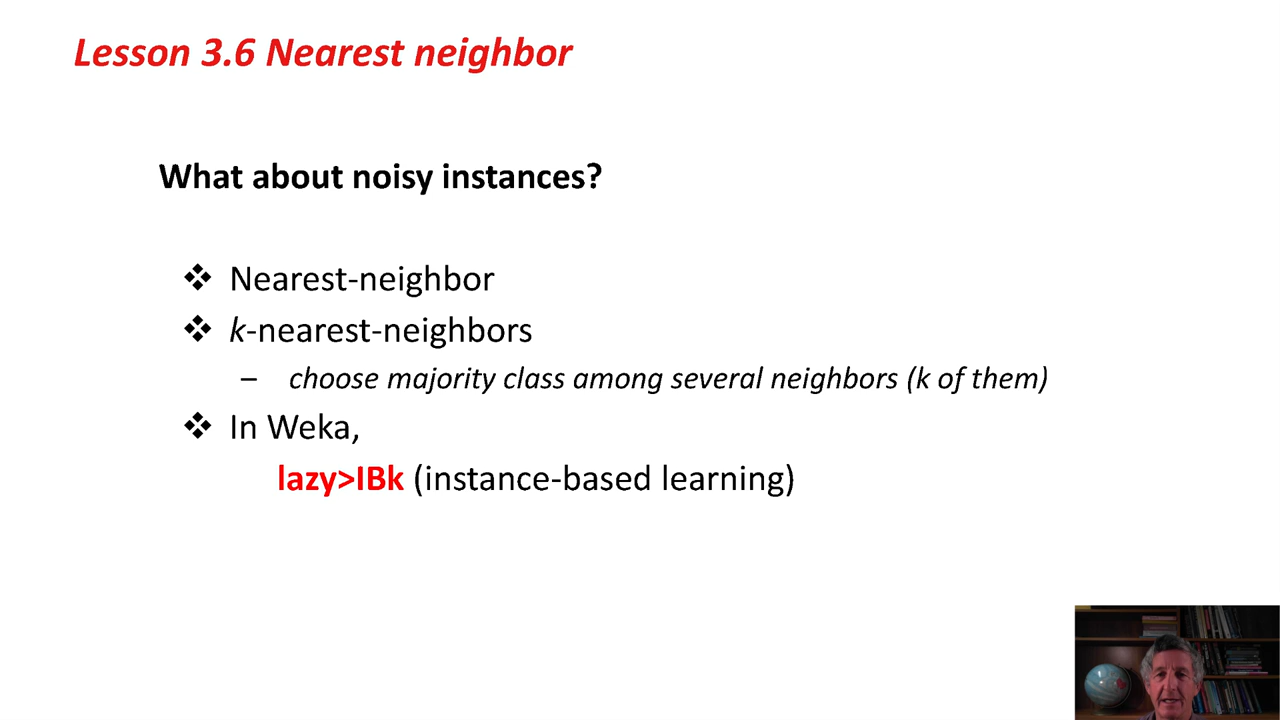 Lesson 3.6 Nearest neighbor
What about noisy instances?
❖ Nearest-neighbor
❖ k-nearest-neighbors
– choose majority class among several neighbors (k of them)
❖ In Weka,
lazy>IBk (instance-based learning)